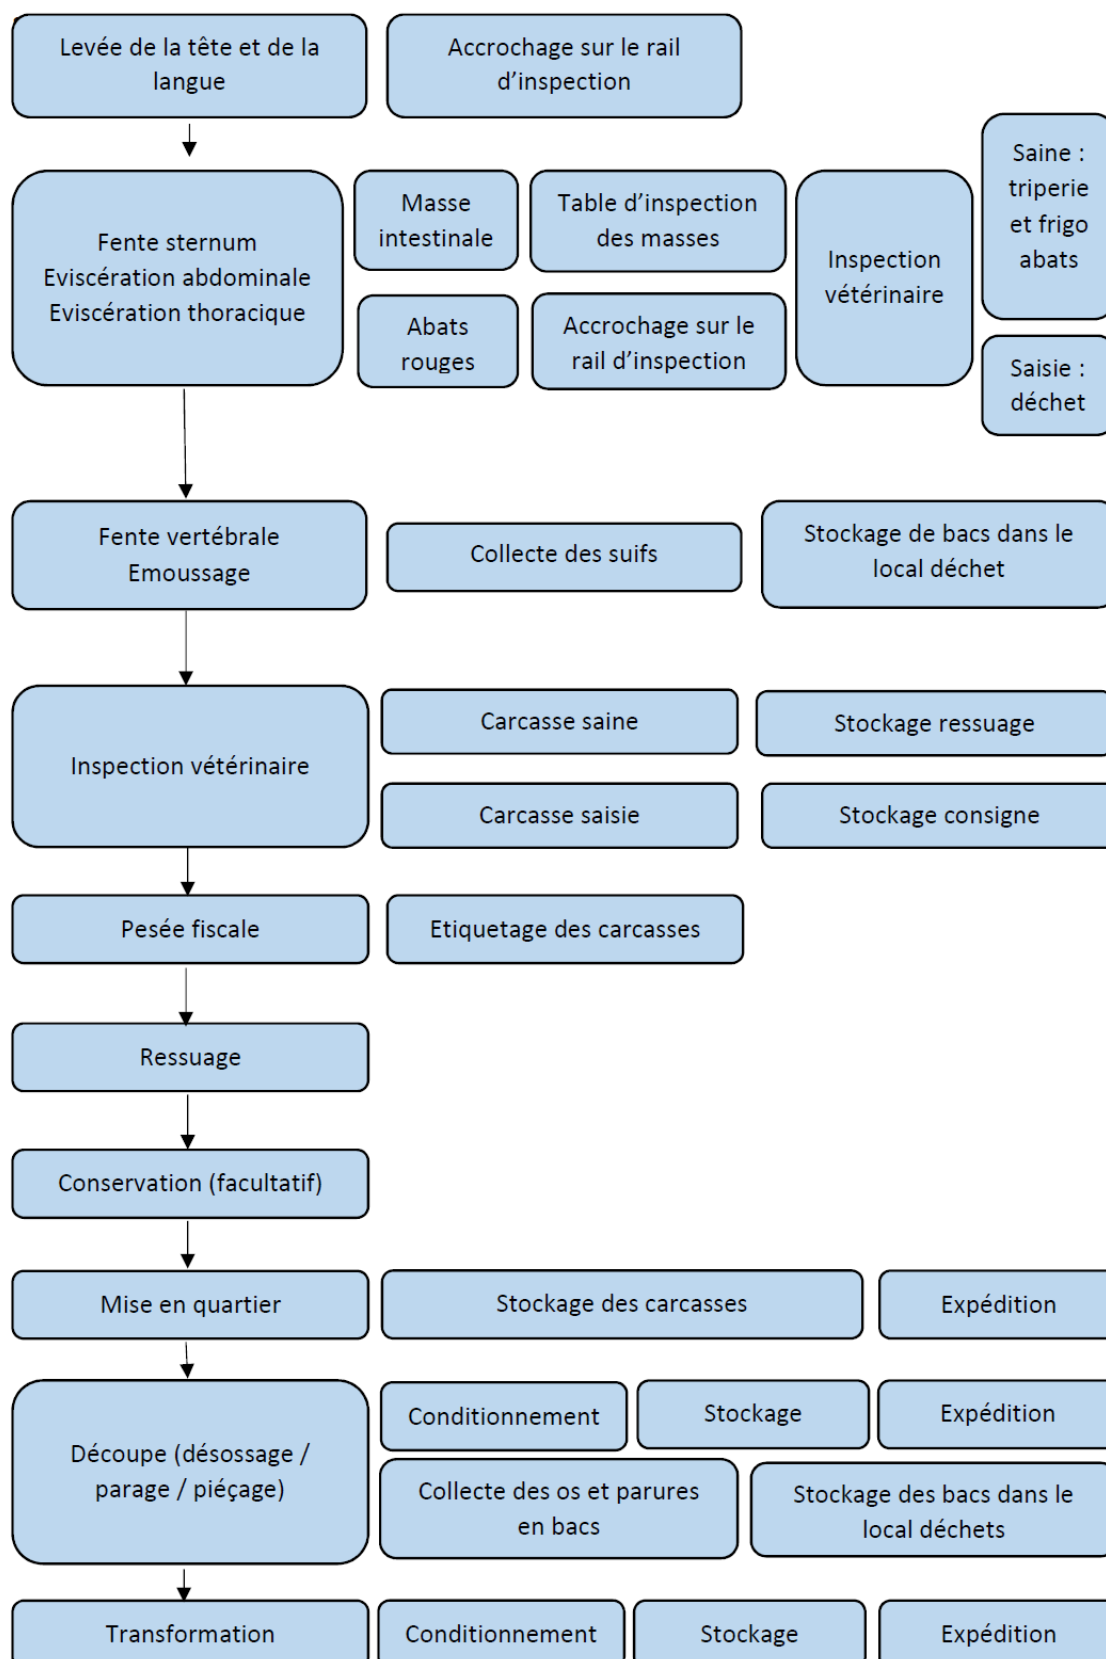 Levée de la tête et de la
langue
Accrochage sur le rail
d'inspection
Fente sternum
Eviscération abdominale
Eviscération thoracique
Masse
intestinale
Table d'inspection
des masses
Abats
rouges
Accrochage sur le
rail d'inspection
Inspection
vétérinaire
Saine :
triperie
et frigo
abats
Saisie :
déchet
Fente vertébrale
Emoussage
Collecte des suifs
Stockage de bacs dans le
local déchet
Inspection vétérinaire
Carcasse saine
Stockage ressuage
Carcasse saisie
Stockage consigne
Pesée fiscale
Etiquetage des carcasses
Ressuage
Conservation (facultatif)
Mise en quartier
Stockage des carcasses
Expédition
Découpe (désossage /
parage / piéçage)
Conditionnement
Stockage
Expédition
Collecte des os et parures
en bacs
Stockage des bacs dans le
local déchets
Transformation
Conditionnement
Stockage
Expédition